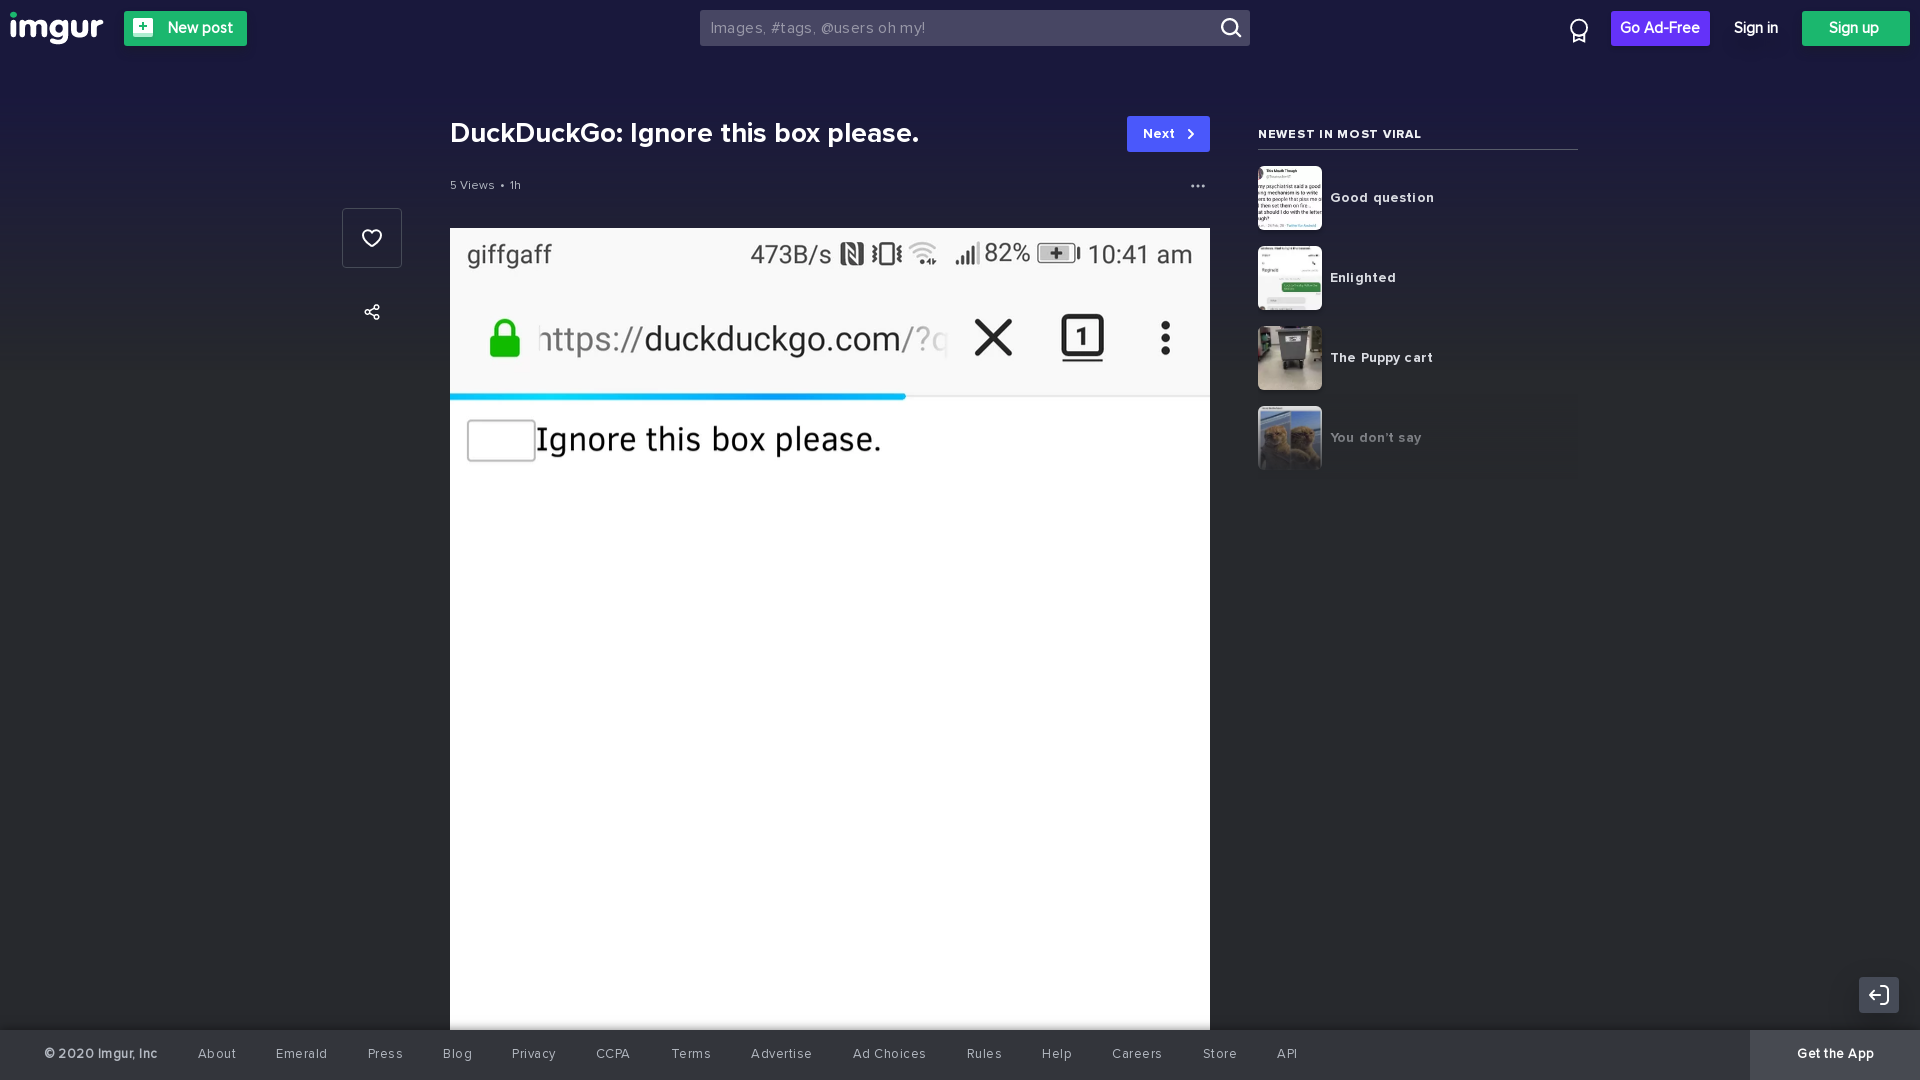 imgur
New post
Images, #tags, @users oh my!
Go Ad-Free
Sign in
Sign up
DuckDuckGo: Ignore this box please.
Next
5 Views • 1h
giffgaff 473B/s 82% 10:41 am
https://duckduckgo.com/?q
1
Ignore this box please.
NEWEST IN MOST VIRAL
Good question
Enlighted
The Puppy cart
You don't say
© 2020 Imgur, Inc About Emerald Press Blog Privacy CCPA Terms Advertise Ad Choices Rules Help Careers Store API
Get the App